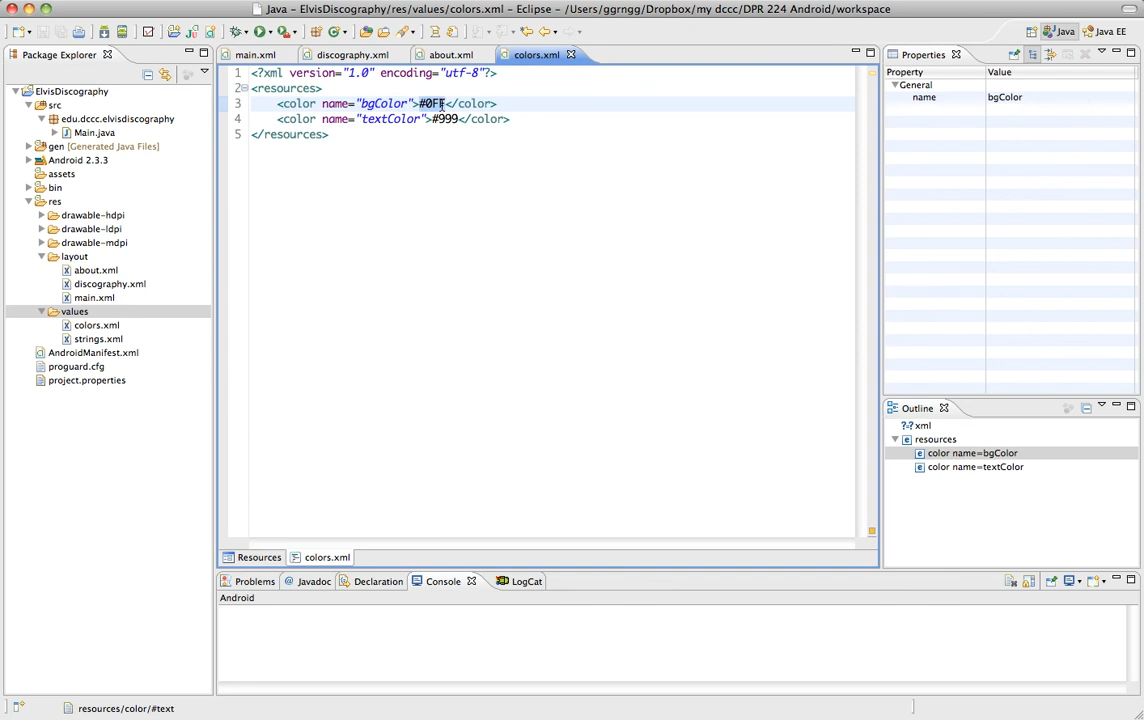 Java – ElvisDiscography/res/values/colors.xml – Eclipse – /Users/ggrngg/Dropbox/my dccc/DPR 224 Android/workspace
Java
Java EE
Package Explorer
ElvisDiscography
src
edu.dccc.elvisdiscography
Main.java
gen [Generated Java Files]
Android 2.3.3
assets
bin
res
drawable-hdpi
drawable-ldpi
drawable-mdpi
layout
about.xml
discography.xml
main.xml
values
colors.xml
strings.xml
AndroidManifest.xml
proguard.cfg
project.properties
main.xml
discography.xml
about.xml
colors.xml
1 <?xml version="1.0" encoding="utf-8"?>
2 <resources>
3 <color name="bgColor">#0FF</color>
4 <color name="textColor">#999</color>
5 </resources>
Resources
colors.xml
Properties
Property Value
General
name bgColor
Outline
?-? xml
e resources
e color name=bgColor
e color name=textColor
Problems
@ Javadoc
Declaration
Console
LogCat
Android
resources/color/#text